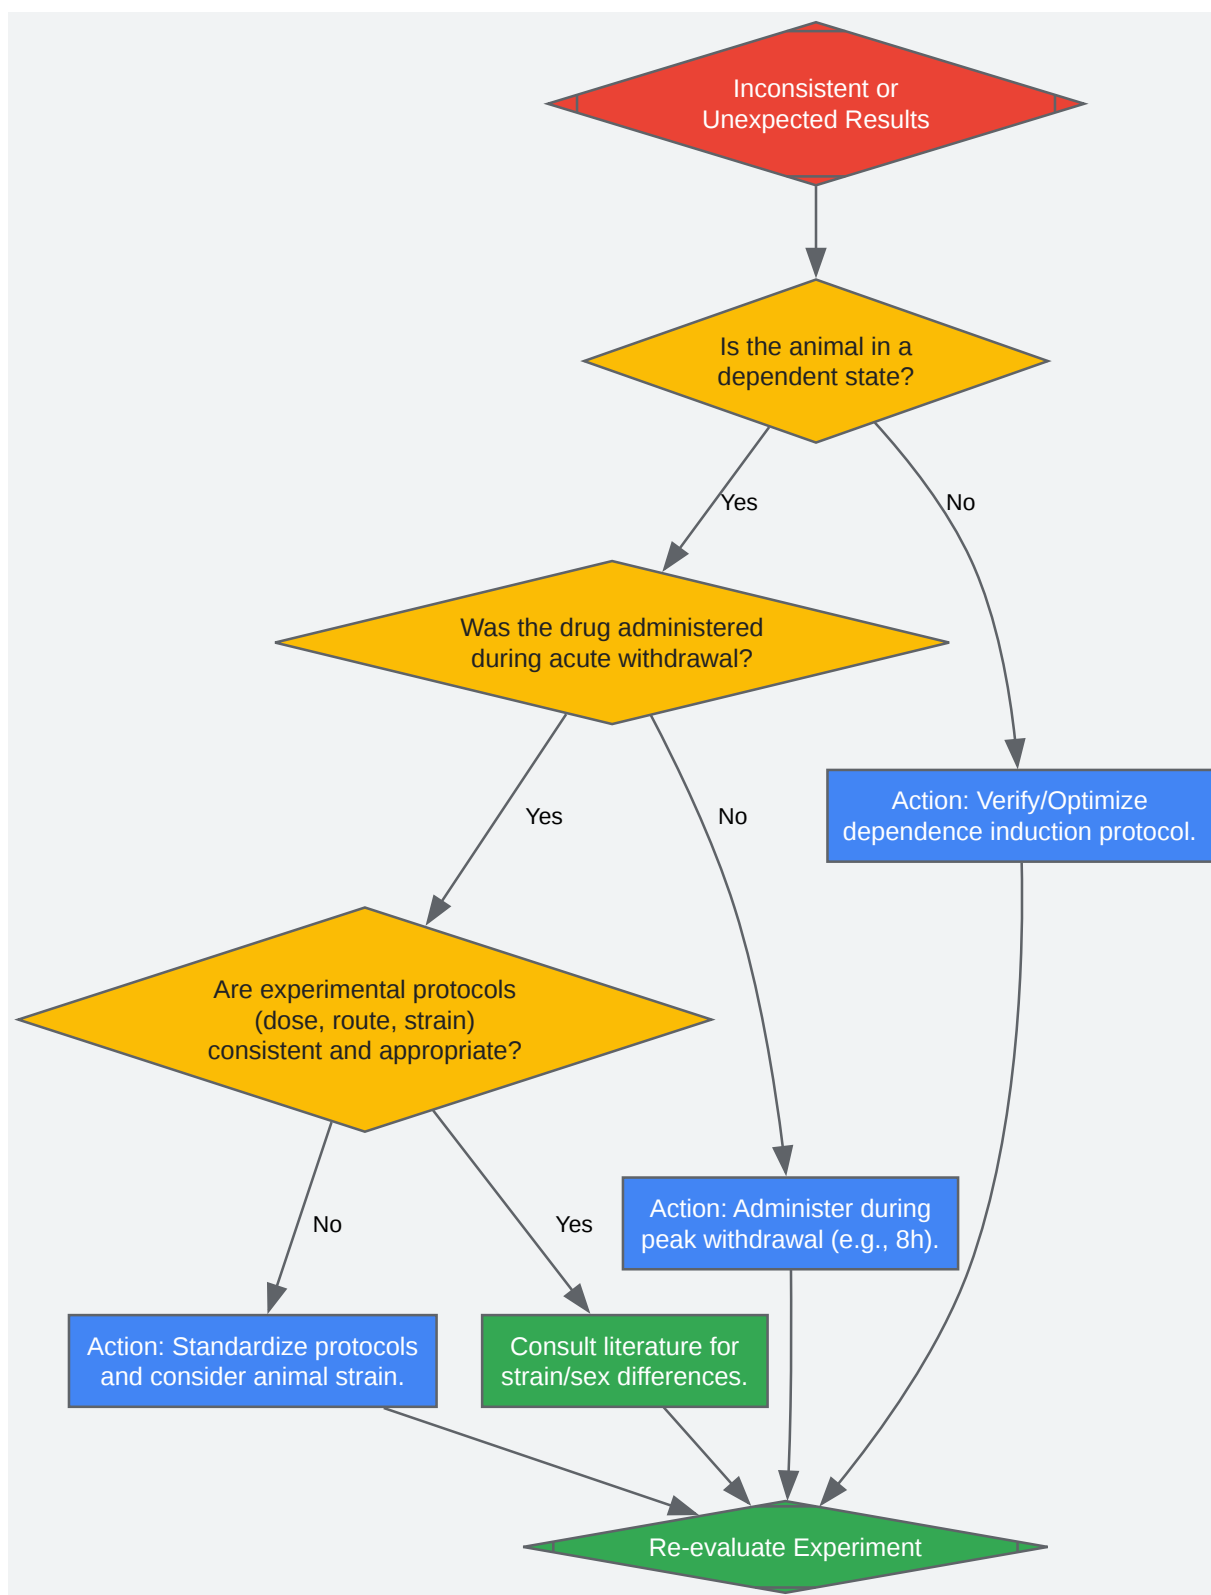 Inconsistent or
Unexpected Results
Is the animal in a
dependent state?
Yes
No
Was the drug administered
during acute withdrawal?
Action: Verify/Optimize
dependence induction protocol.
Yes
No
Are experimental protocols
(dose, route, strain)
consistent and appropriate?
Action: Administer during
peak withdrawal (e.g., 8h).
No
Yes
Action: Standardize protocols
and consider animal strain.
Consult literature for
strain/sex differences.
Re-evaluate Experiment